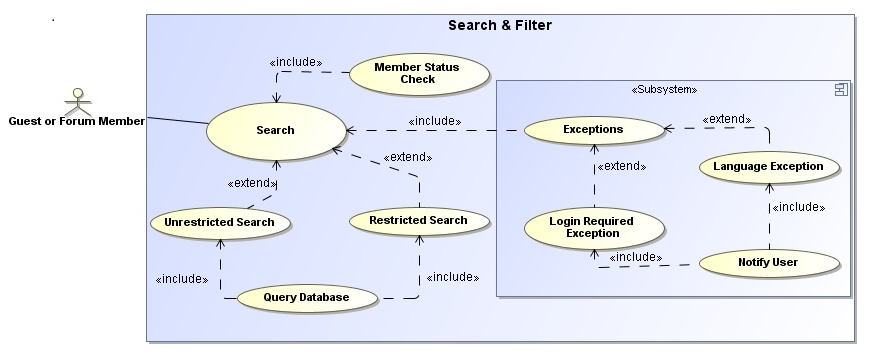 Search & Filter
«include»
Member Status
Check
«Subsystem»
Guest or Forum Member
Search
«include»
Exceptions
«extend»
«extend»
«extend»
Language Exception
«extend»
Unrestricted Search
Restricted Search
Login Required
Exception
«include»
«include»
«include»
«include»
Notify User
Query Database